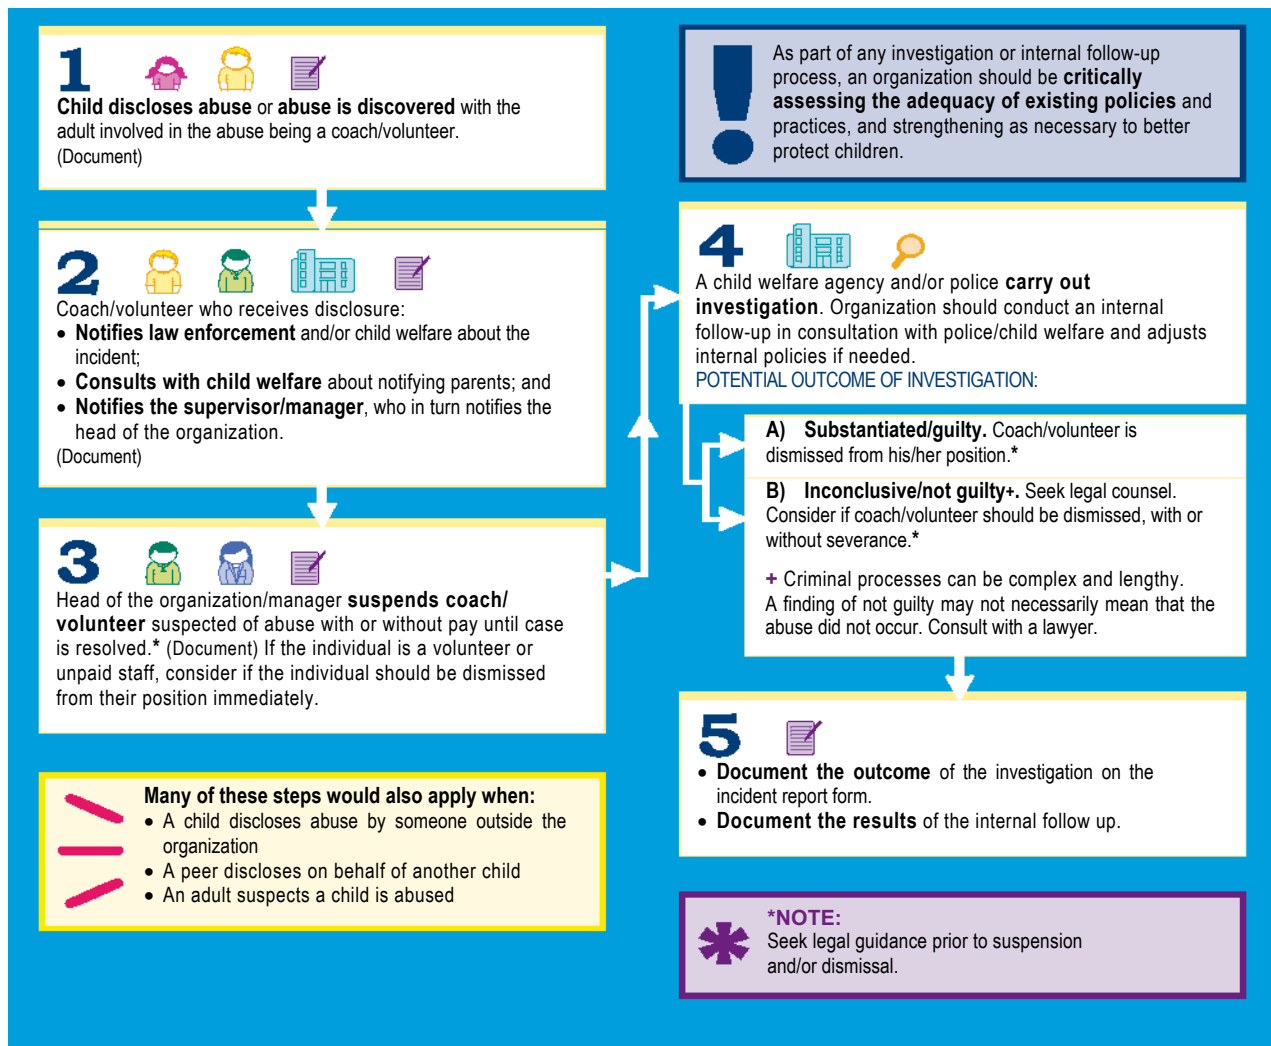 1
Child discloses abuse or abuse is discovered with the
adult involved in the abuse being a coach/volunteer.
(Document)
2
Coach/volunteer who receives disclosure:
• Notifies law enforcement and/or child welfare about the
incident;
• Consults with child welfare about notifying parents; and
• Notifies the supervisor/manager, who in turn notifies the
head of the organization.
(Document)
3
Head of the organization/manager suspends coach/
volunteer suspected of abuse with or without pay until case
is resolved.* (Document) If the individual is a volunteer or
unpaid staff, consider if the individual should be dismissed
from their position immediately.
Many of these steps would also apply when:
• A child discloses abuse by someone outside the
organization
• A peer discloses on behalf of another child
• An adult suspects a child is abused
!
As part of any investigation or internal follow-up
process, an organization should be critically
assessing the adequacy of existing policies and
practices, and strengthening as necessary to better
protect children.
4
A child welfare agency and/or police carry out
investigation. Organization should conduct an internal
follow-up in consultation with police/child welfare and adjusts
internal policies if needed.
POTENTIAL OUTCOME OF INVESTIGATION:
A) Substantiated/guilty. Coach/volunteer is
dismissed from his/her position.*
B) Inconclusive/not guilty+. Seek legal counsel.
Consider if coach/volunteer should be dismissed, with or
without severance.*
+ Criminal processes can be complex and lengthy.
A finding of not guilty may not necessarily mean that the
abuse did not occur. Consult with a lawyer.
5
• Document the outcome of the investigation on the
incident report form.
• Document the results of the internal follow up.
*
*NOTE:
Seek legal guidance prior to suspension
and/or dismissal.